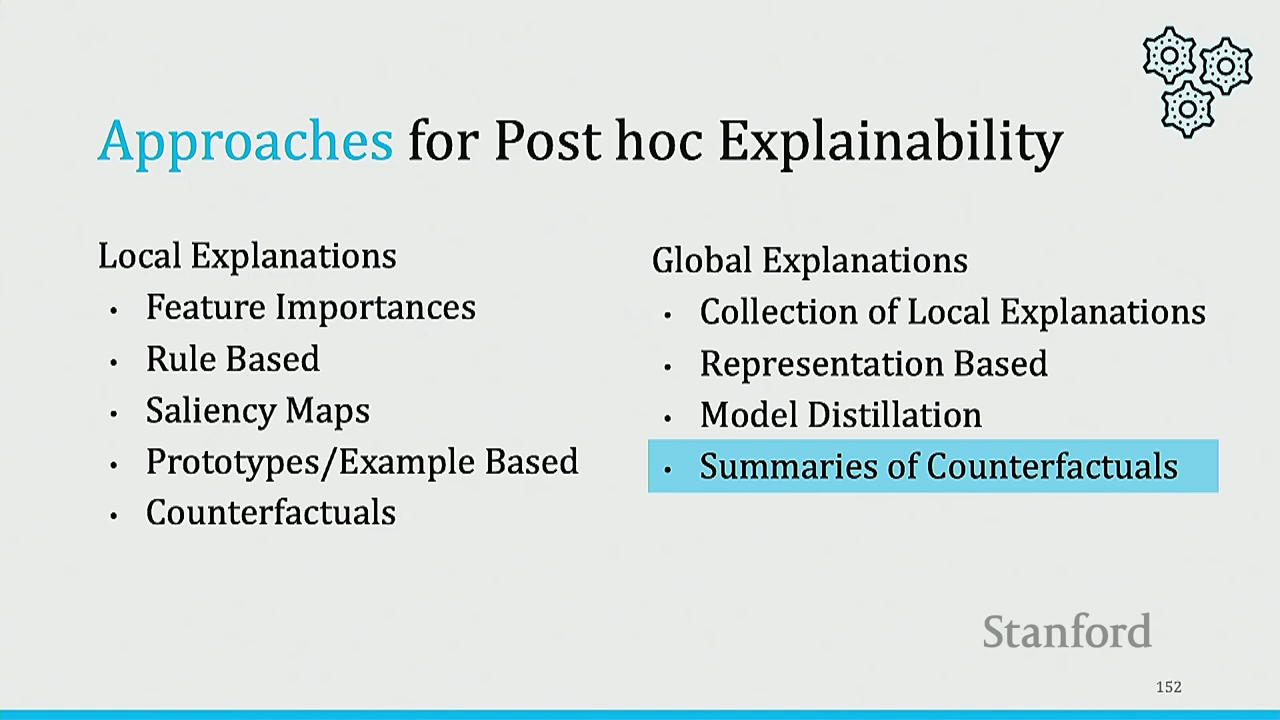 Approaches for Post hoc Explainability
Local Explanations
• Feature Importances
• Rule Based
• Saliency Maps
• Prototypes/Example Based
• Counterfactuals
Global Explanations
• Collection of Local Explanations
• Representation Based
• Model Distillation
• Summaries of Counterfactuals
Stanford
152